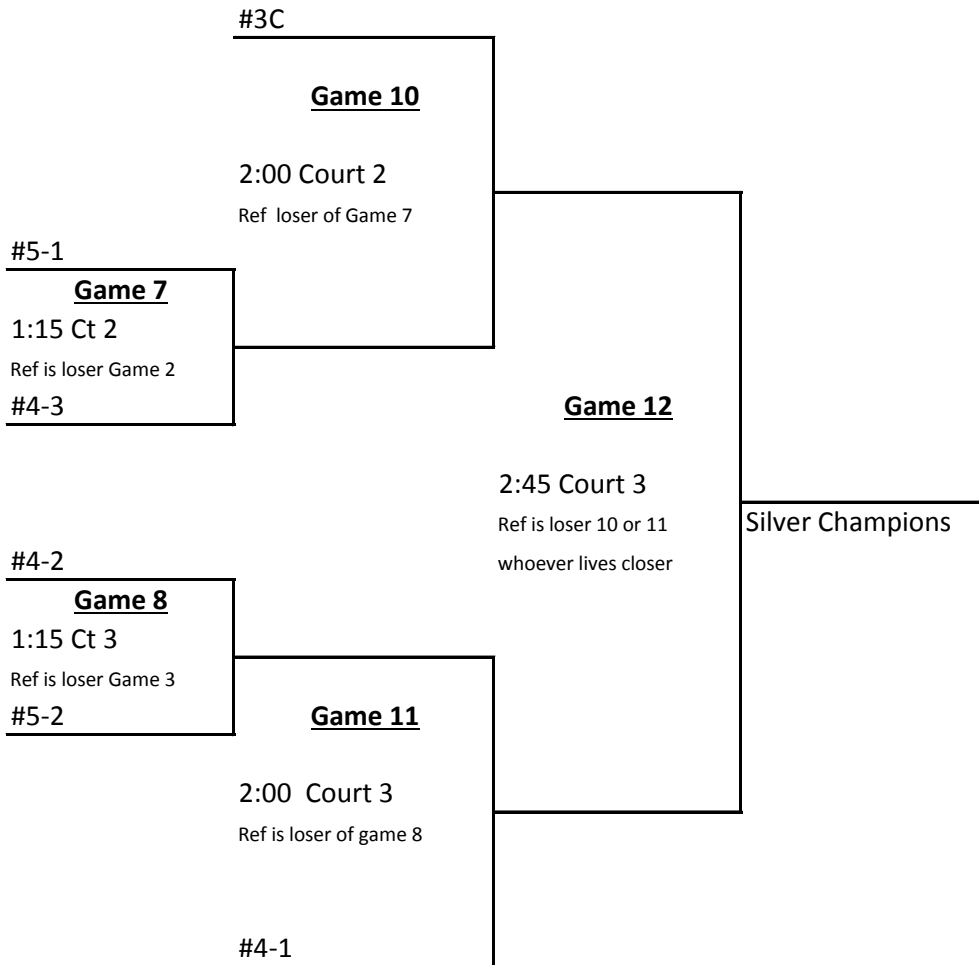 #3C
Game 10
2:00 Court 2
Ref  loser of Game 7
#5-1
Game 7
1:15 Ct 2
Ref is loser Game 2
#4-3
Game 12
2:45 Court 3
Ref is loser 10 or 11
whoever lives closer
Silver Champions
#4-2
Game 8
1:15 Ct 3
Ref is loser Game 3
#5-2
Game 11
2:00  Court 3
Ref is loser of game 8
#4-1